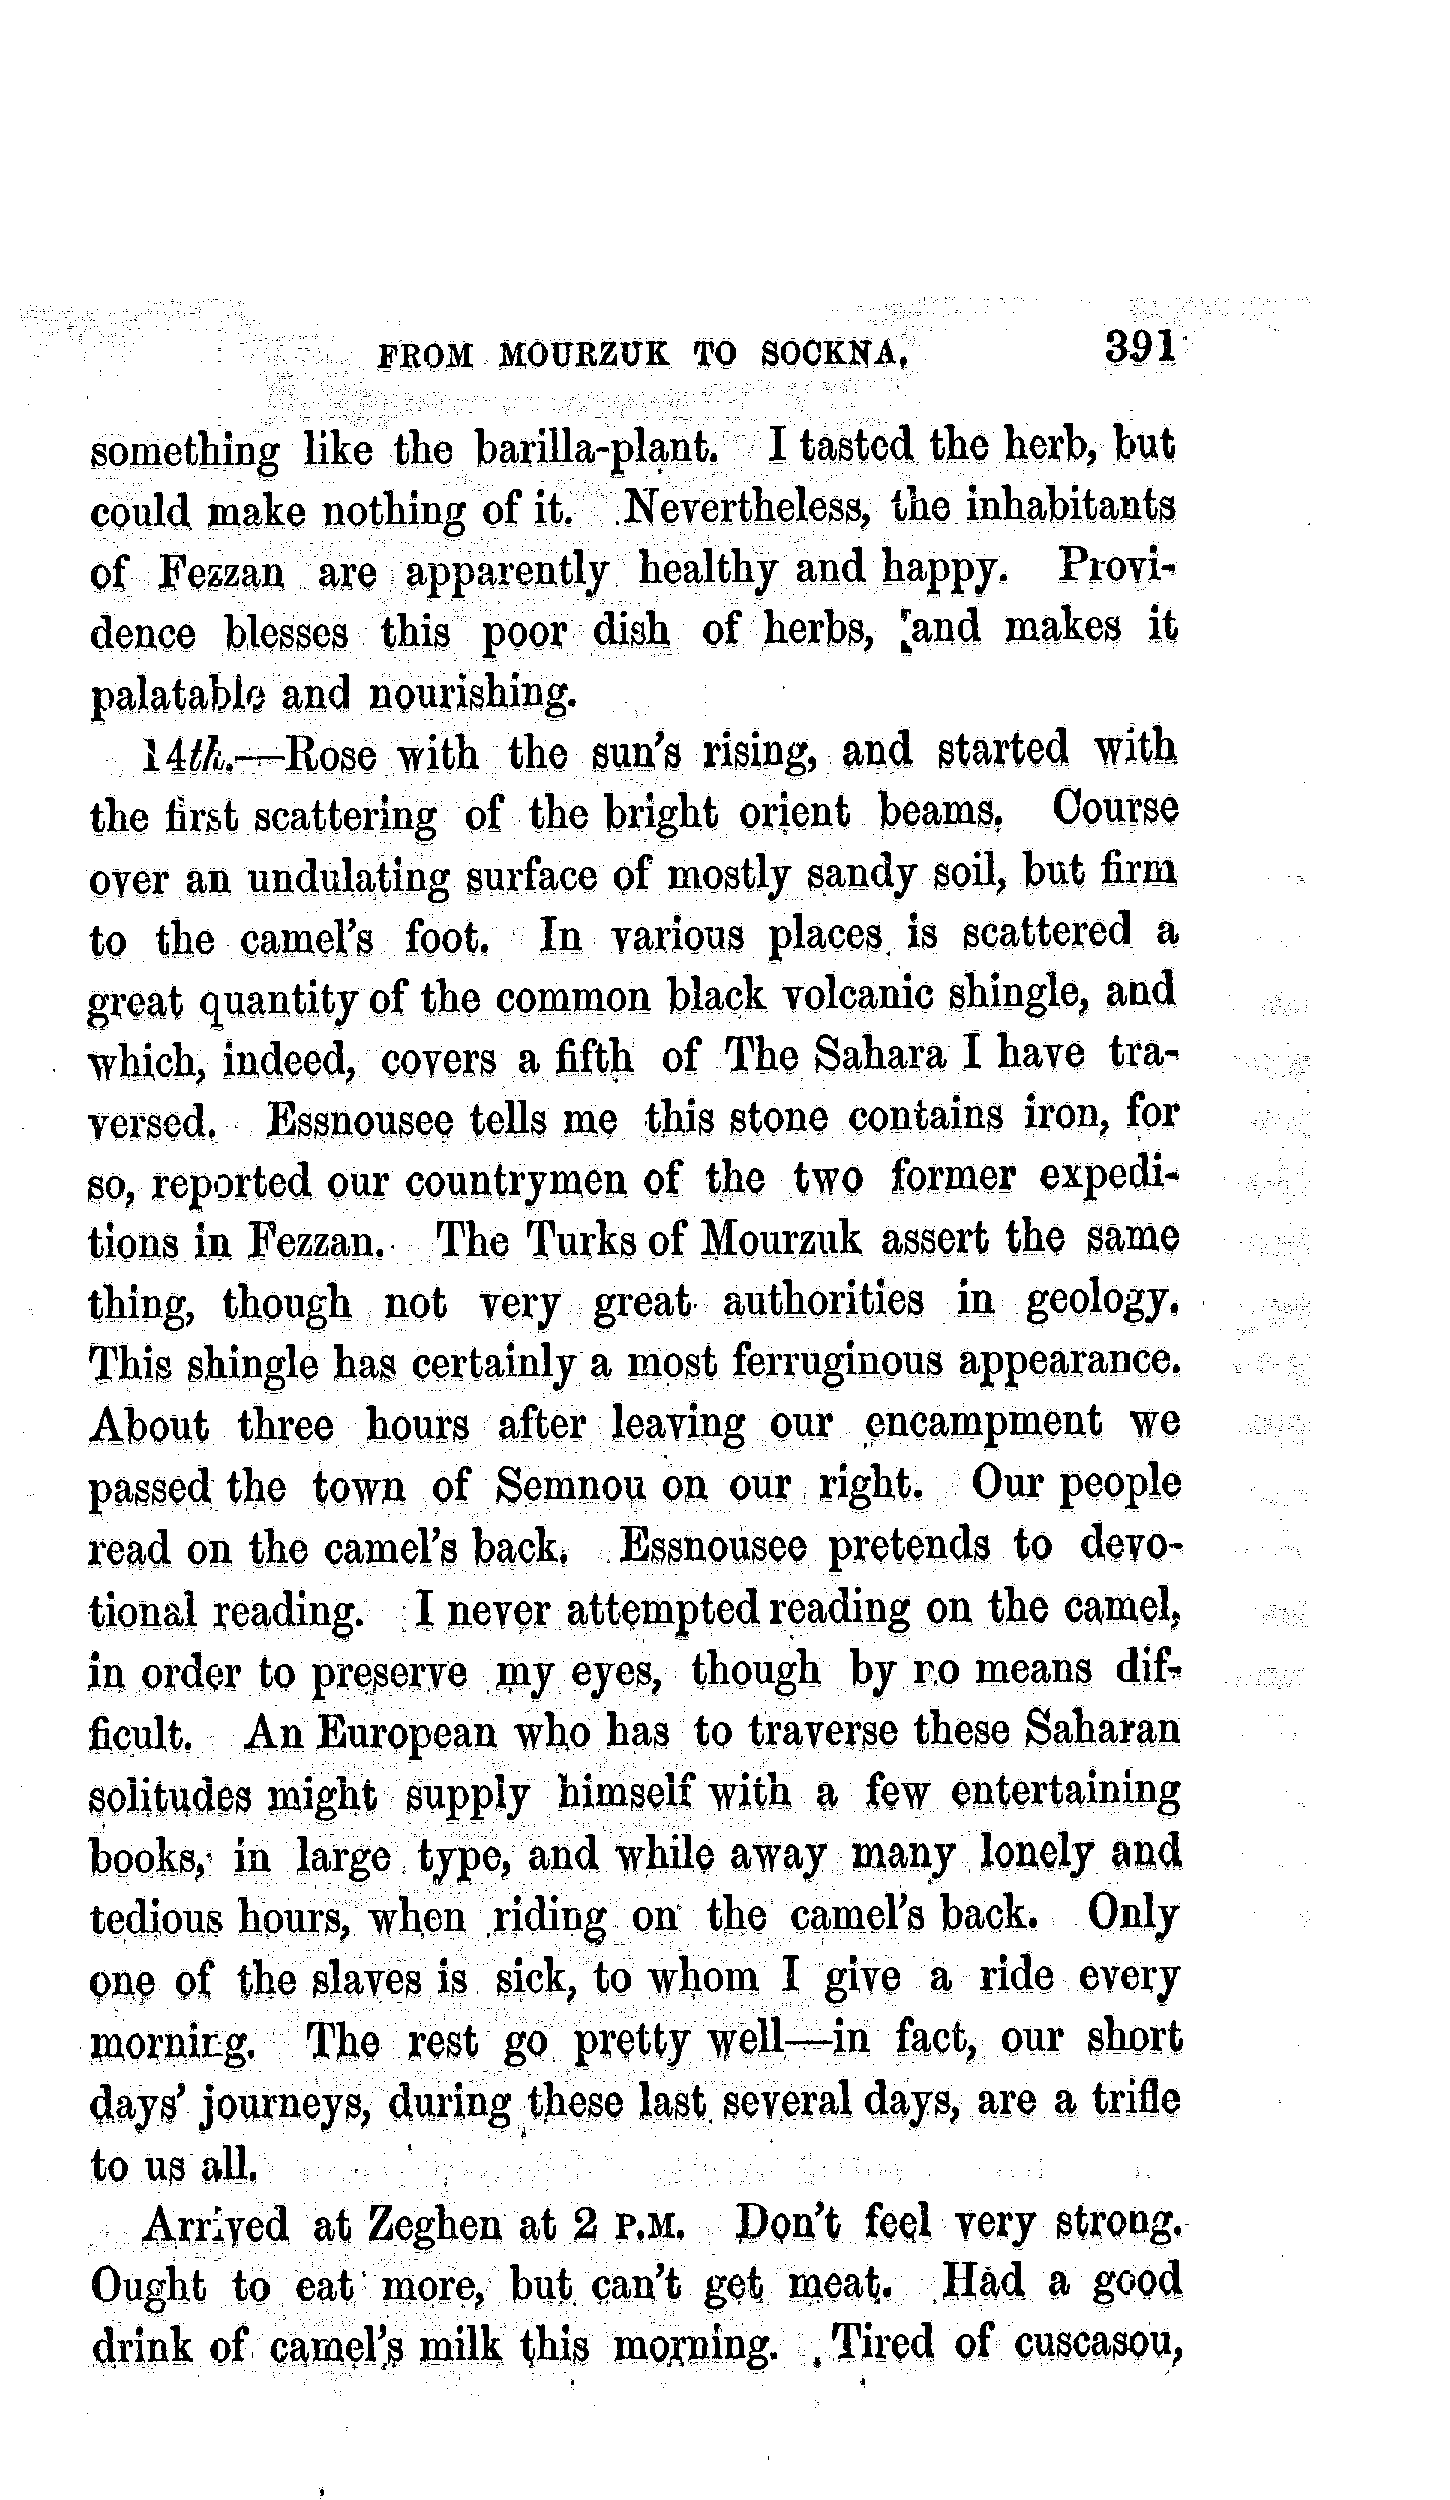 FROM MOURZUK TO SOCKNA. 391
something like the barilla-plant. I tasted the herb, but
could make nothing of it. Nevertheless, the inhabitants
of Fezzan are apparently healthy and happy. Provi-
dence blesses this poor dish of herbs, and makes it
palatable and nourishing.
14th.—Rose with the sun's rising, and started with
the first scattering of the bright orient beams. Course
over an undulating surface of mostly sandy soil, but firm
to the camel's foot. In various places is scattered a
great quantity of the common black volcanic shingle, and
which, indeed, covers a fifth of The Sahara I have tra-
versed. Essnousee tells me this stone contains iron, for
so, reported our countrymen of the two former expedi-
tions in Fezzan. The Turks of Mourzuk assert the same
thing, though not very great authorities in geology.
This shingle has certainly a most ferruginous appearance.
About three hours after leaving our encampment we
passed the town of Semnou on our right. Our people
read on the camel's back. Essnousee pretends to devo-
tional reading. I never attempted reading on the camel,
in order to preserve my eyes, though by no means dif-
ficult. An European who has to traverse these Saharan
solitudes might supply himself with a few entertaining
books, in large type, and while away many lonely and
tedious hours, when riding on the camel's back. Only
one of the slaves is sick, to whom I give a ride every
morning. The rest go pretty well—in fact, our short
days' journeys, during these last several days, are a trifle
to us all.
Arrived at Zeghen at 2 P.M. Don't feel very strong.
Ought to eat more, but can't get meat. Had a good
drink of camel's milk this morning. Tired of cuscasou,